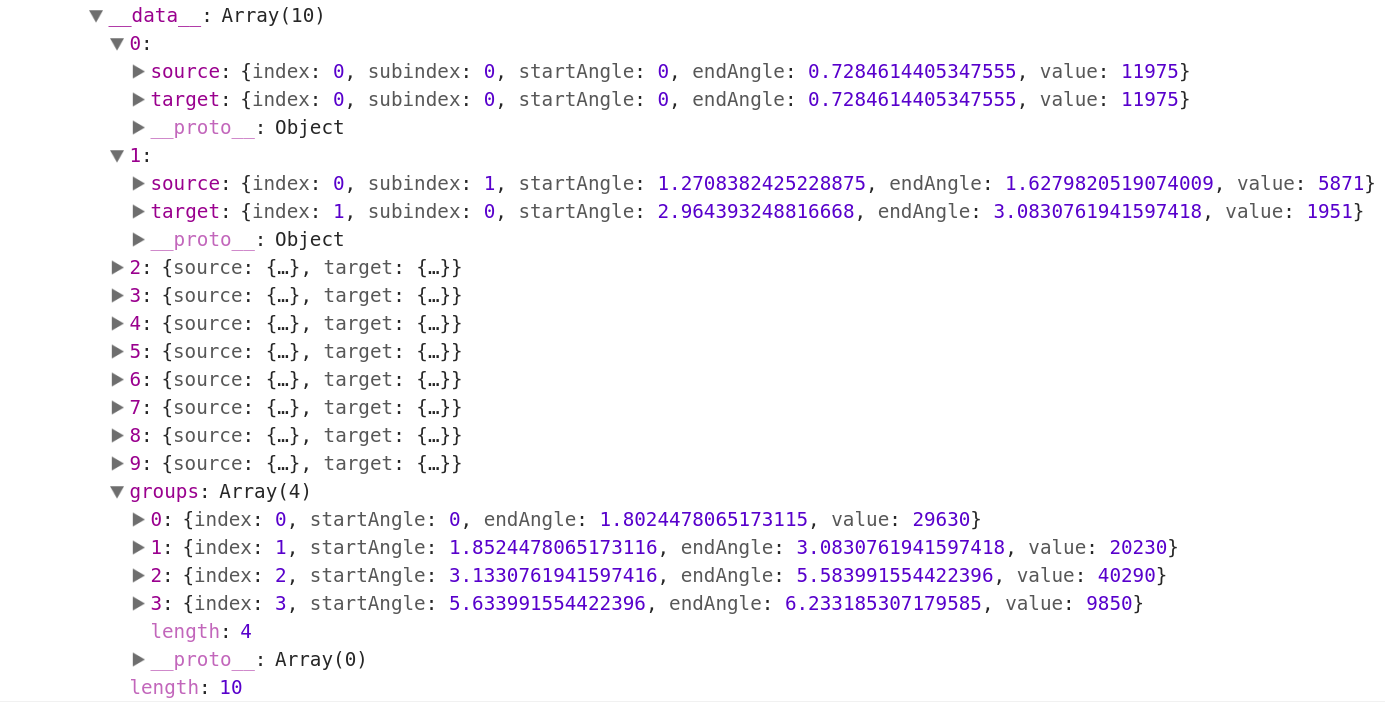 __data__: Array(10)
0:
source: {index: 0, subindex: 0, startAngle: 0, endAngle: 0.7284614405347555, value: 11975}
target: {index: 0, subindex: 0, startAngle: 0, endAngle: 0.7284614405347555, value: 11975}
__proto__: Object
1:
source: {index: 0, subindex: 1, startAngle: 1.2708382425228875, endAngle: 1.6279820519074009, value: 5871}
target: {index: 1, subindex: 0, startAngle: 2.964393248816668, endAngle: 3.0830761941597418, value: 1951}
__proto__: Object
2: {source: {…}, target: {…}}
3: {source: {…}, target: {…}}
4: {source: {…}, target: {…}}
5: {source: {…}, target: {…}}
6: {source: {…}, target: {…}}
7: {source: {…}, target: {…}}
8: {source: {…}, target: {…}}
9: {source: {…}, target: {…}}
groups: Array(4)
0: {index: 0, startAngle: 0, endAngle: 1.8024478065173115, value: 29630}
1: {index: 1, startAngle: 1.8524478065173116, endAngle: 3.0830761941597418, value: 20230}
2: {index: 2, startAngle: 3.1330761941597416, endAngle: 5.583991554422396, value: 40290}
3: {index: 3, startAngle: 5.633991554422396, endAngle: 6.233185307179585, value: 9850}
length: 4
__proto__: Array(0)
length: 10